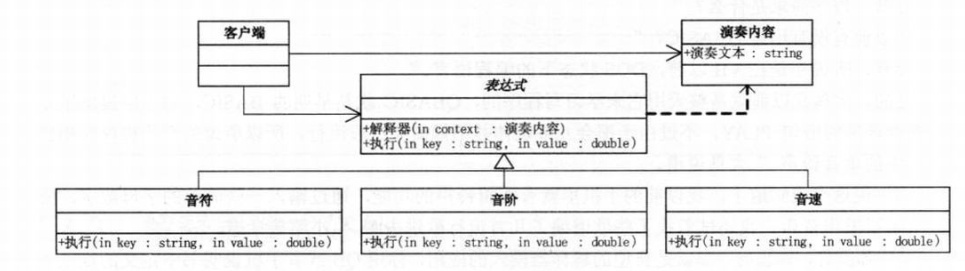 客户端
演奏内容
+演奏文本 : string
表达式
+解释器(in context : 演奏内容)
+执行(in key : string, in value : double)
音符
+执行(in key : string, in value : double)
音阶
+执行(in key : string, in value : double)
音速
+执行(in key : string, in value : double)